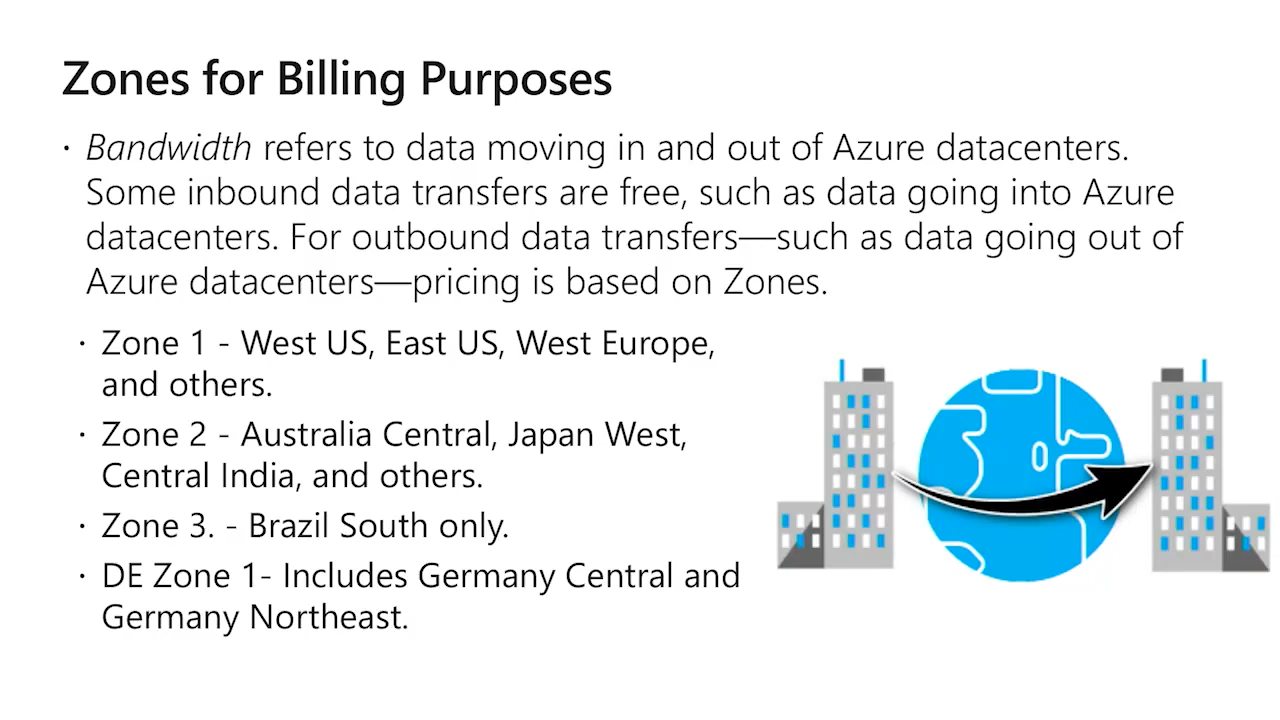 Zones for Billing Purposes
· Bandwidth refers to data moving in and out of Azure datacenters.
Some inbound data transfers are free, such as data going into Azure
datacenters. For outbound data transfers—such as data going out of
Azure datacenters—pricing is based on Zones.
· Zone 1 - West US, East US, West Europe,
and others.
· Zone 2 - Australia Central, Japan West,
Central India, and others.
· Zone 3. - Brazil South only.
· DE Zone 1- Includes Germany Central and
Germany Northeast.